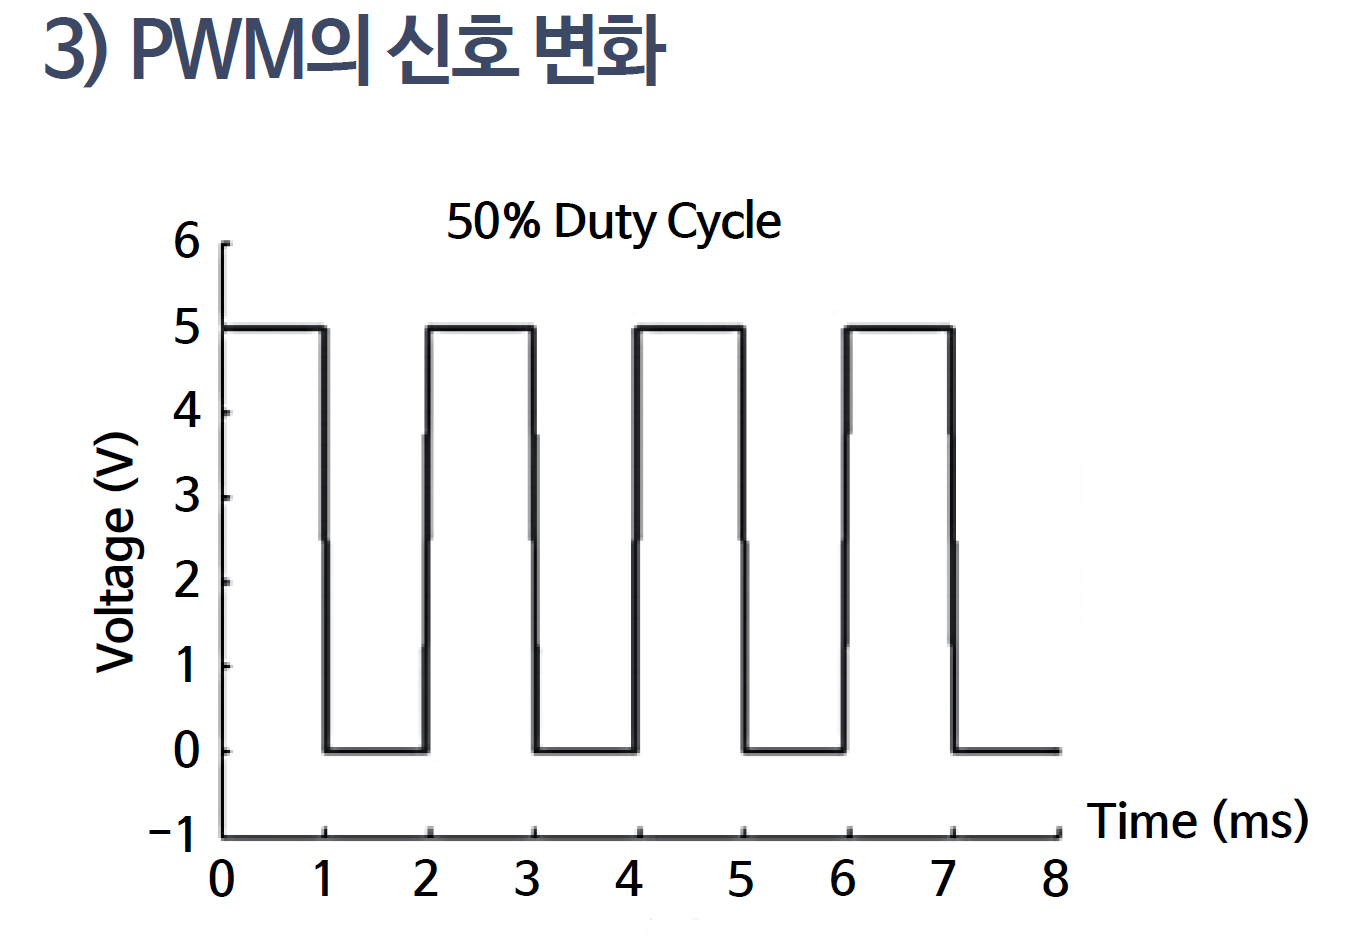 3) PWM의 신호 변화
50% Duty Cycle
6
5
4
3
2
1
0
-1
Voltage (V)
0 1 2 3 4 5 6 7 8
Time (ms)